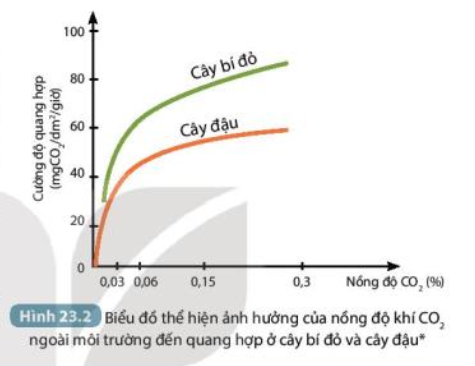 100
80
60
40
20
0
Cường độ quang hợp
(mgCO₂/dm²/giờ)
Cây bí đỏ
Cây đậu
0,03 0,06 0,15 0,3 Nồng độ CO₂ (%)
Hình 23.2 Biểu đồ thể hiện ảnh hưởng của nồng độ khí CO₂
ngoài môi trường đến quang hợp ở cây bí đỏ và cây đậu*